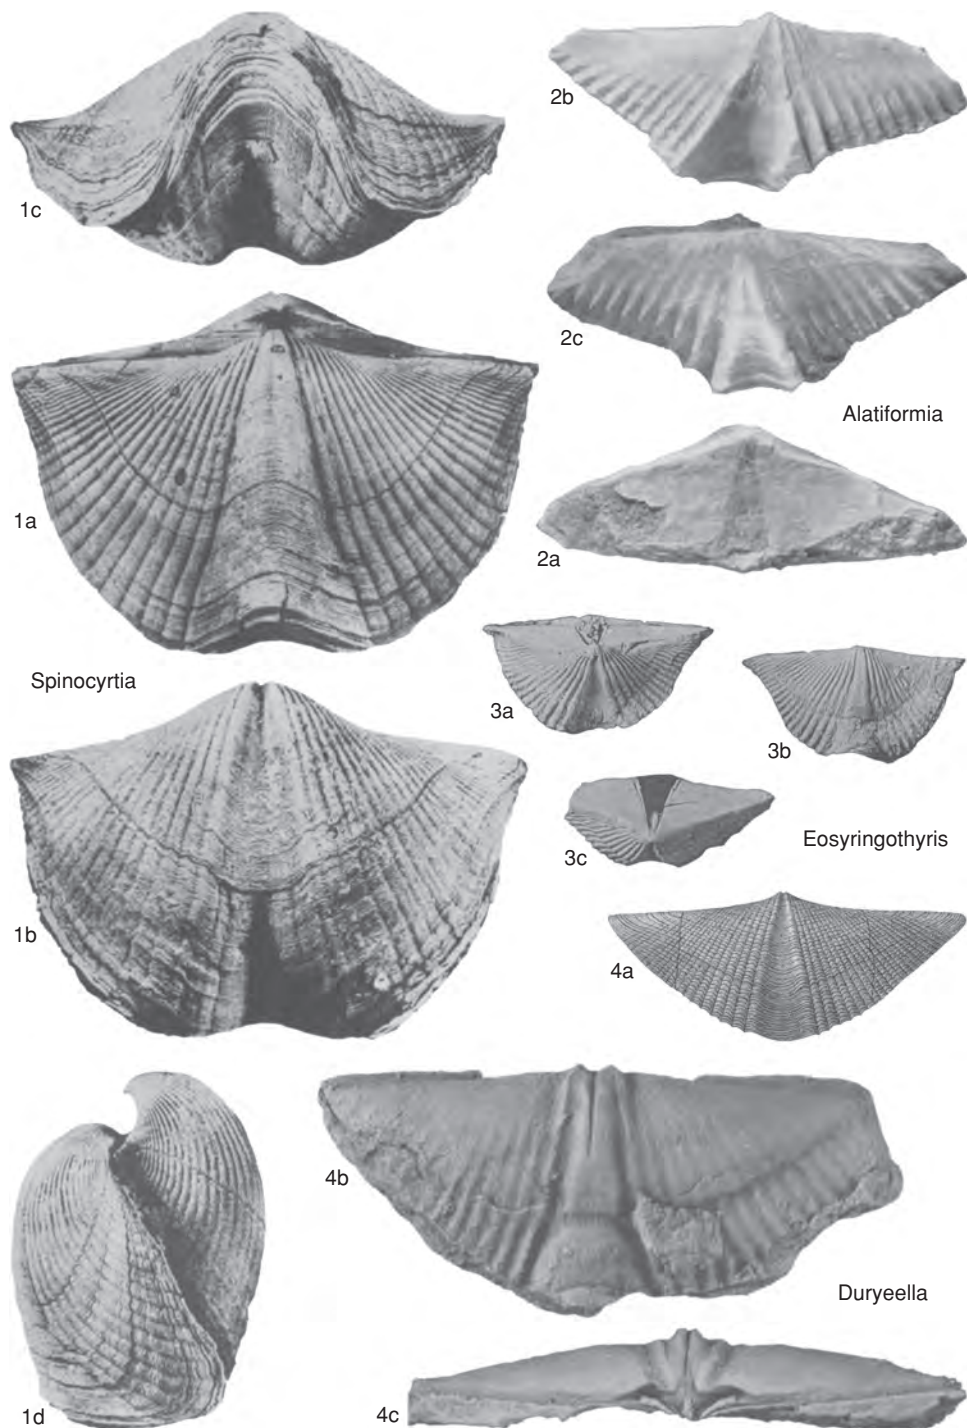 1c
2b
2c
Alatiformia
1a
2a
Spinocyrtia
3a
3b
1b
3c
Eosyringothyris
4a
4b
Duryeella
1d
4c